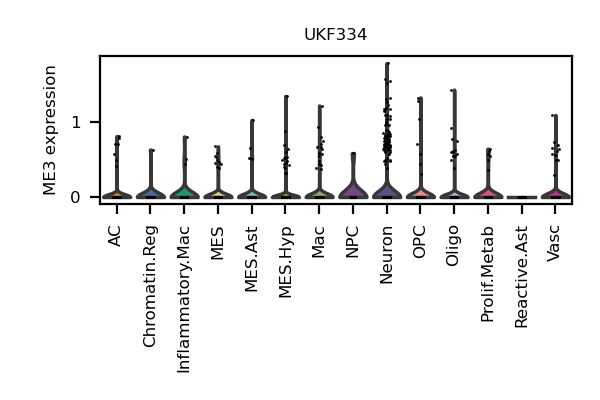 UKF334
ME3 expression
1
0
AC
Chromatin.Reg
Inflammatory.Mac
MES
MES.Ast
MES.Hyp
Mac
NPC
Neuron
OPC
Oligo
Prolif.Metab
Reactive.Ast
Vasc